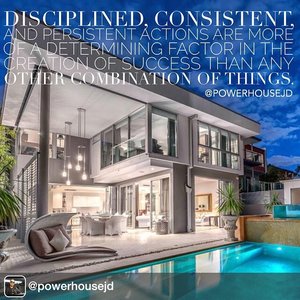 DISCIPLINED, CONSISTENT,
AND PERSISTENT ACTIONS ARE MORE
OF A DETERMINING FACTOR IN THE
CREATION OF SUCCESS THAN ANY
OTHER COMBINATION OF THINGS.
@POWERHOUSEJD
@powerhousejd